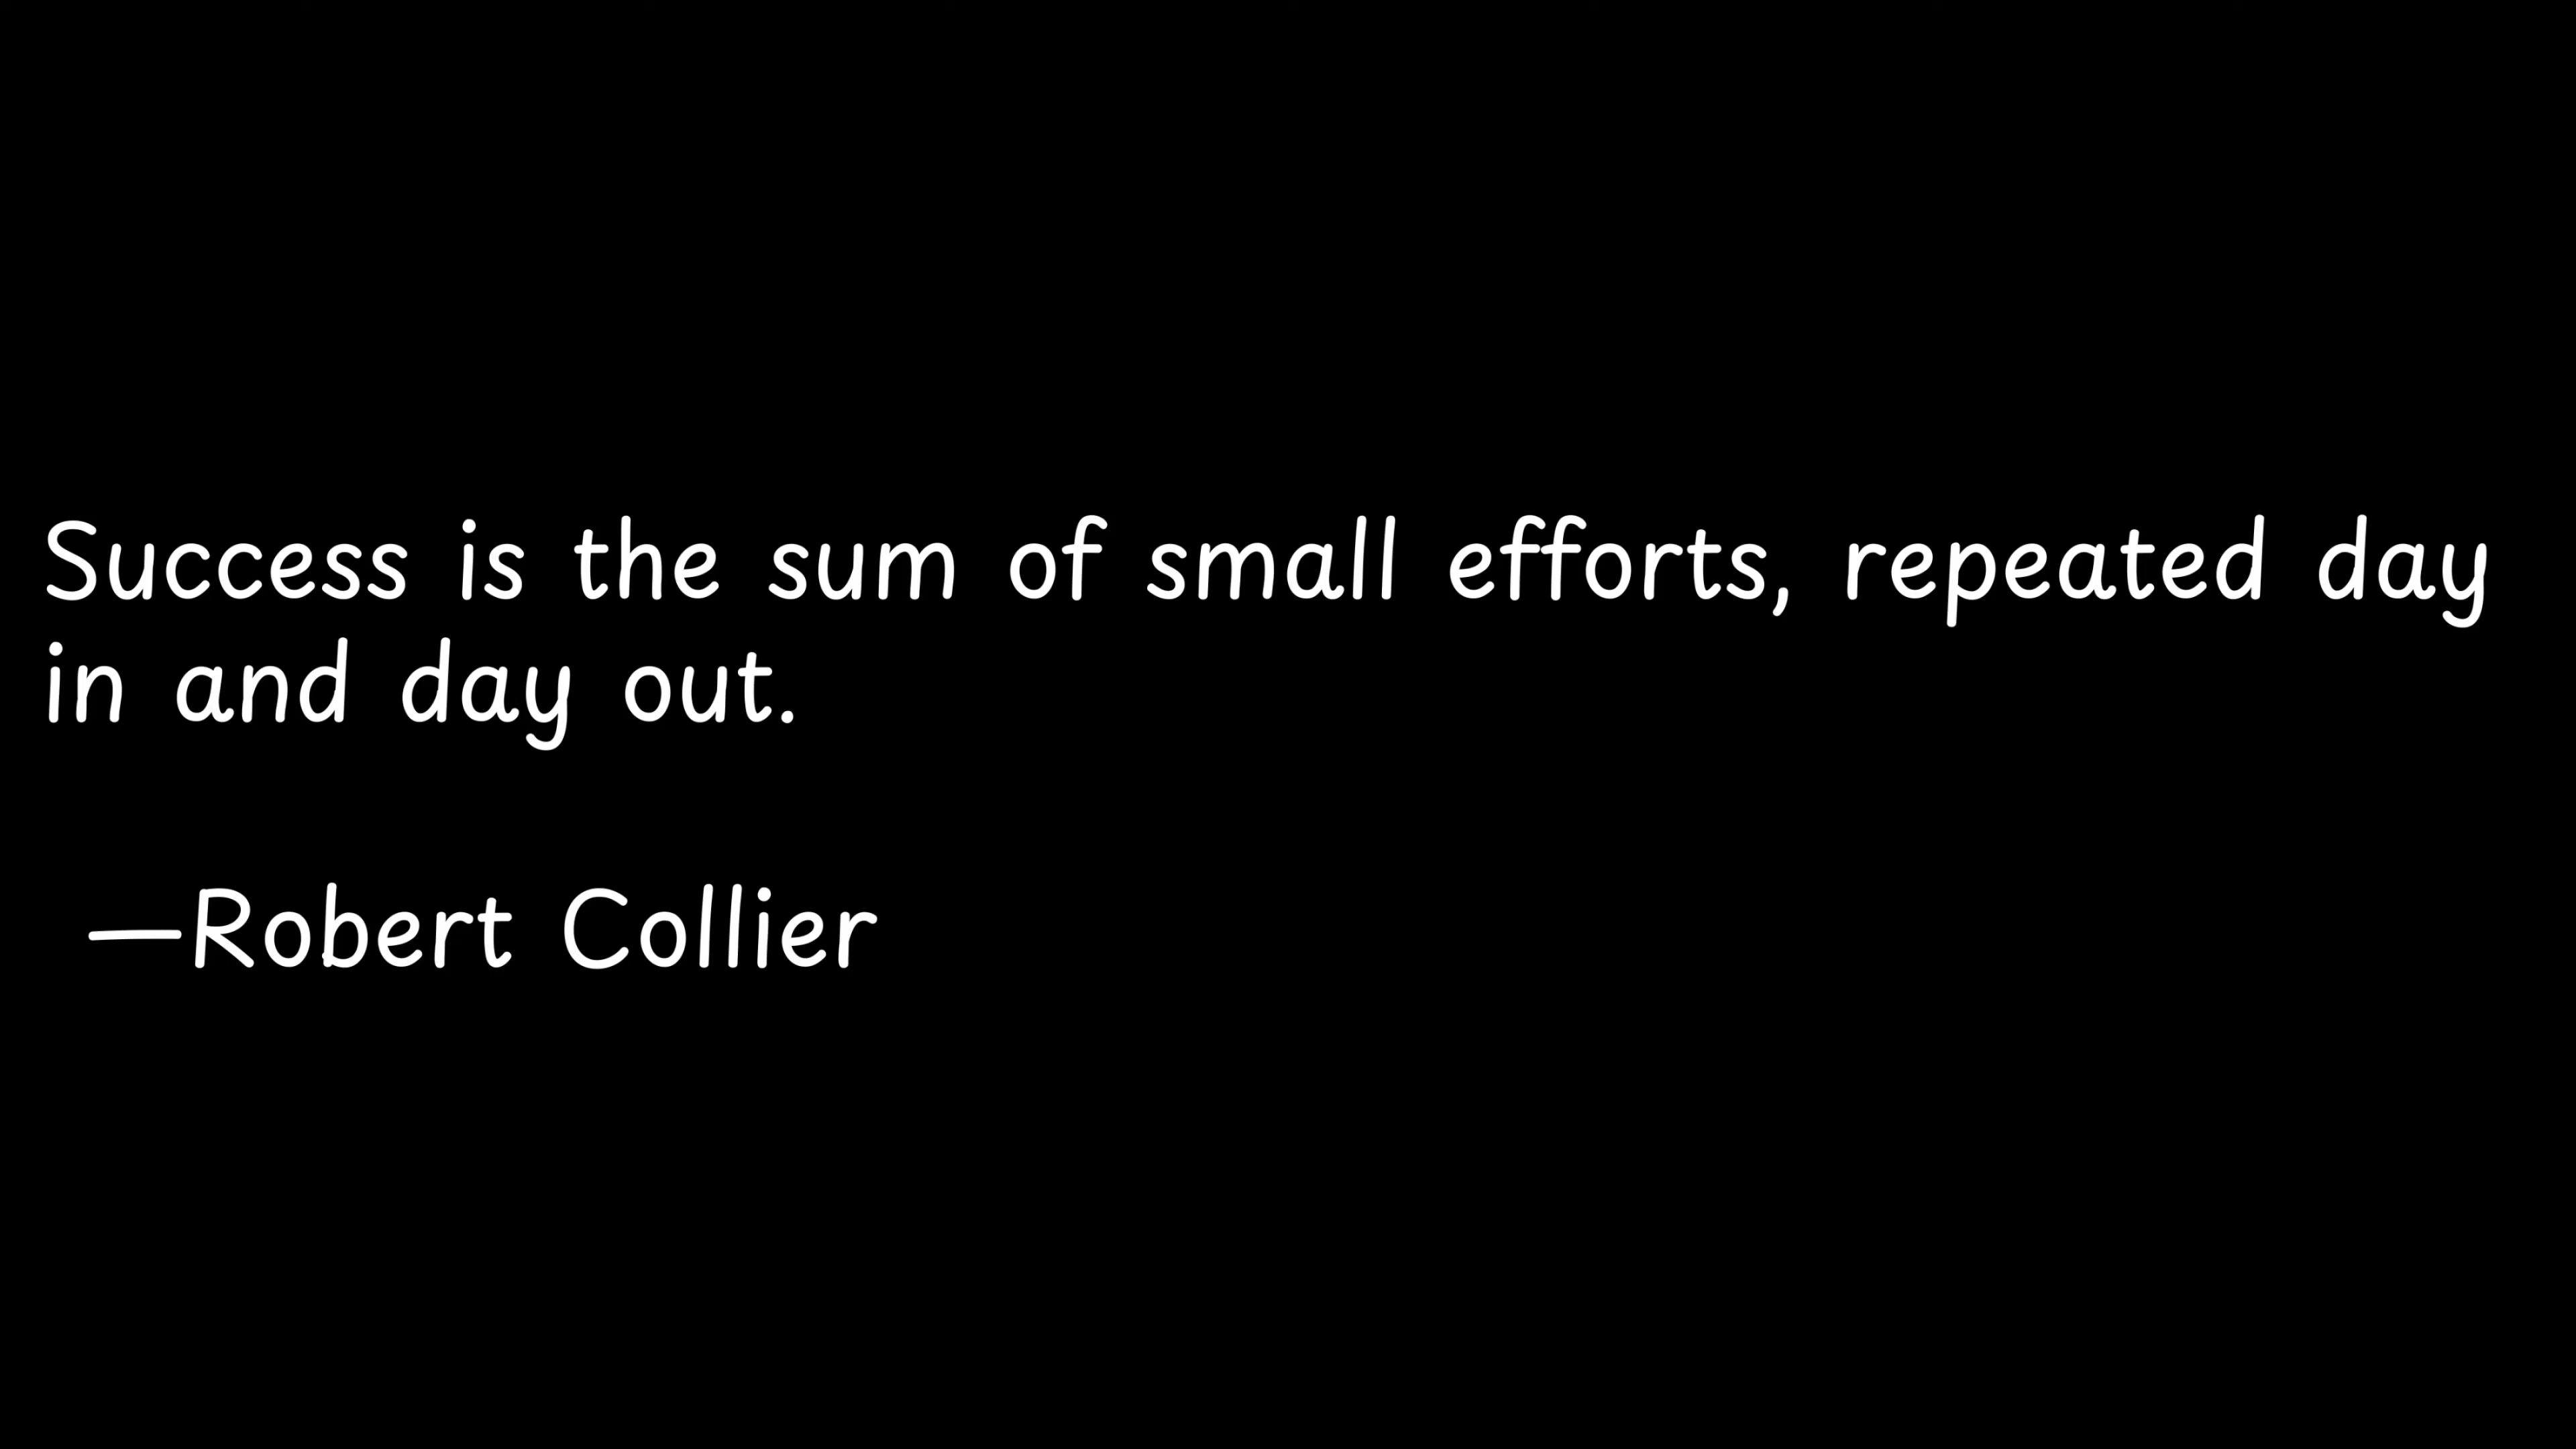 Success is the sum of small efforts, repeated day
in and day out.
—Robert Collier